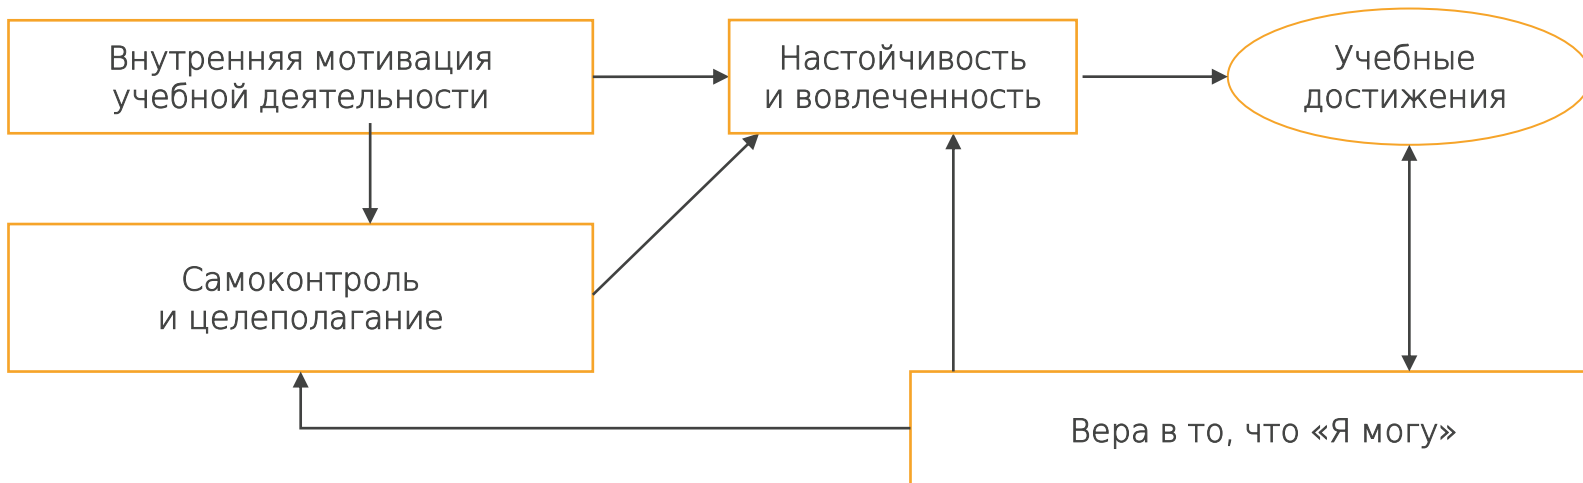 Внутренняя мотивация
учебной деятельности
Настойчивость
и вовлеченность
Учебные
достижения
Самоконтроль
и целеполагание
Вера в то, что «Я могу»